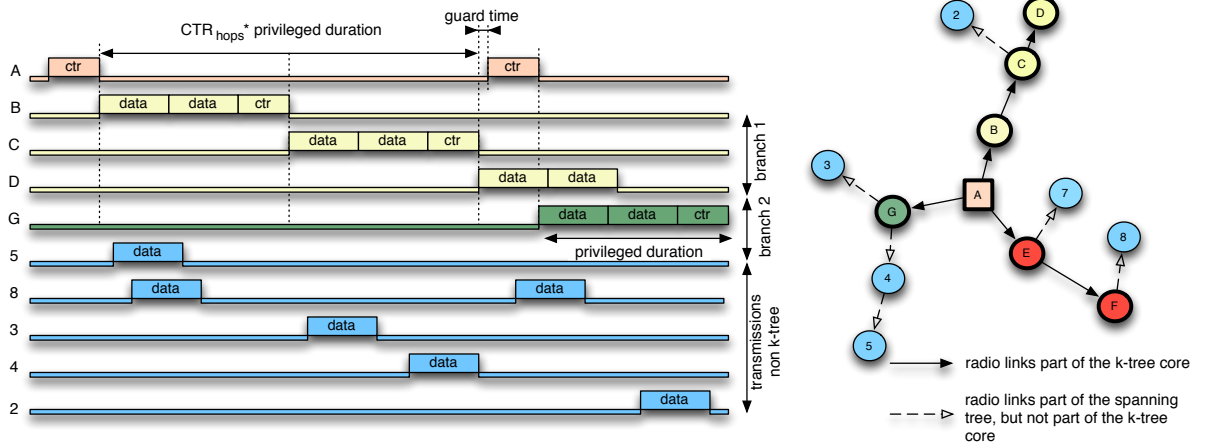 guard time
CTR hops* privileged duration
A ctr ctr
B data data ctr
C data data ctr
D data data
G data data ctr
privileged duration
5 data
8 data data
3 data
4 data
2 data
branch 1
branch 2
transmissions
non k-tree
D
2
C
B
3
A
7
G
E
8
4
F
5
radio links part of the k-tree core
radio links part of the spanning
tree, but not part of the k-tree
core